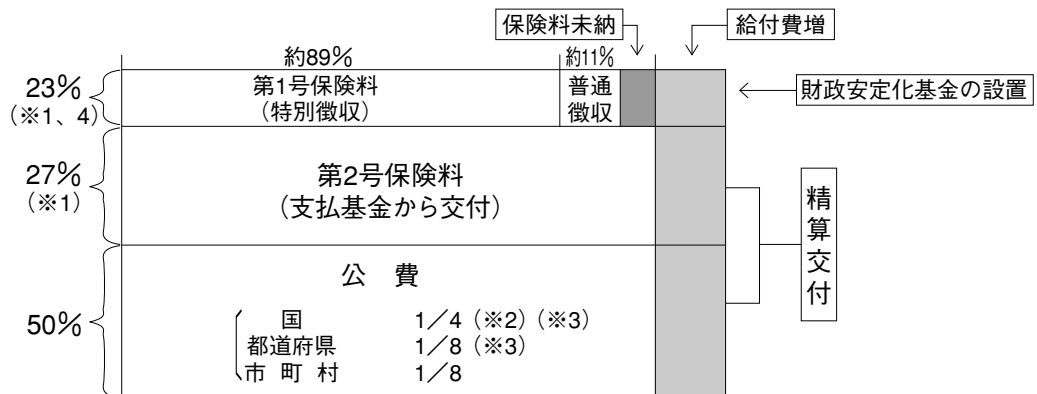 保険料未納
給付費増
約89%
約11%
23%
(※1、4)
第1号保険料
(特別徴収)
普通
徴収
財政安定化基金の設置
27%
(※1)
第2号保険料
(支払基金から交付)
精算交付
公 費
50%
国 1/4 (※2) (※3)
都道府県 1/8 (※3)
市 町 村 1/8